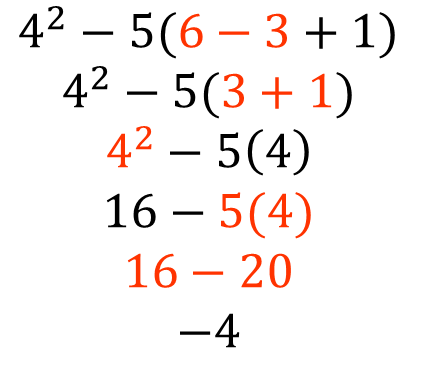 4² − 5(6 − 3 + 1)
4² − 5(3 + 1)
4² − 5(4)
16 − 5(4)
16 − 20
−4